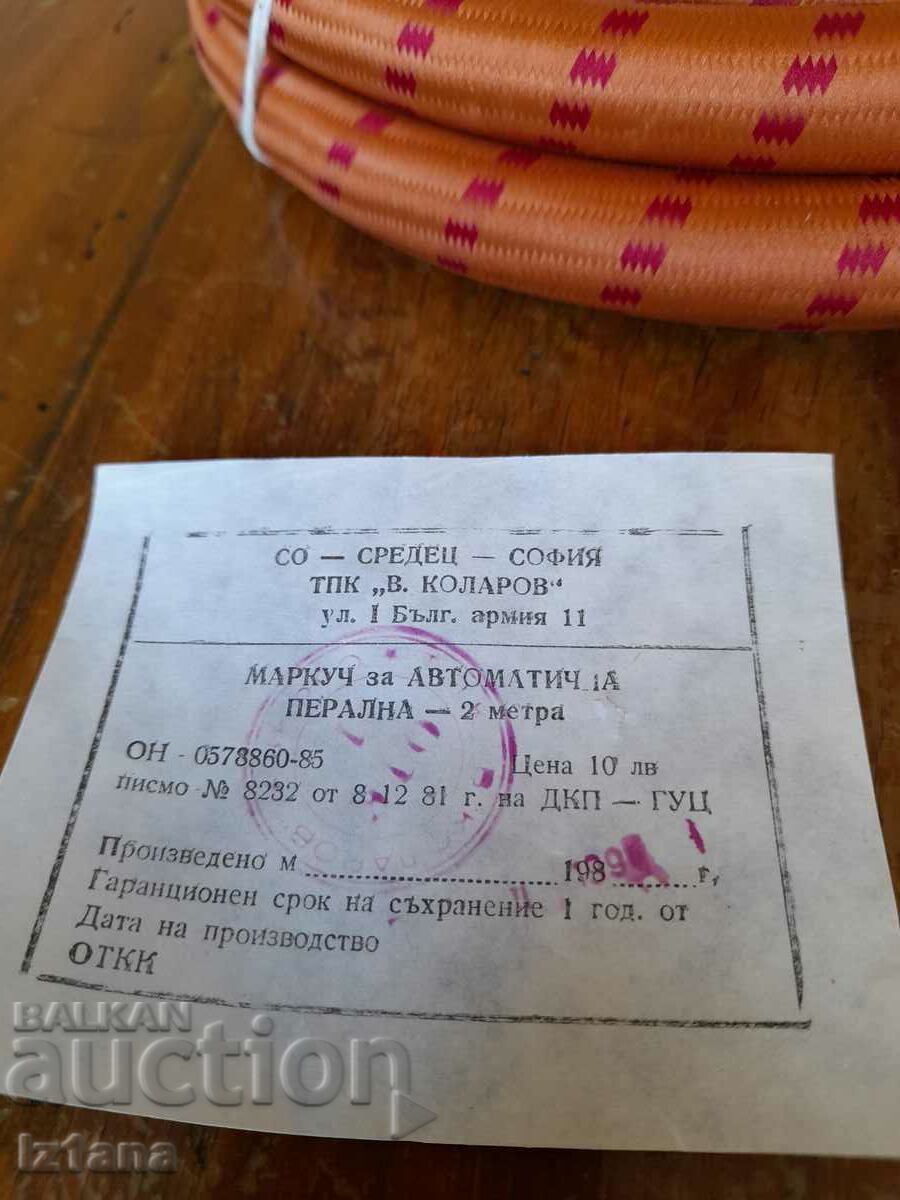 СО — СРЕДЕЦ — СОФИЯ
ТПК „В. КОЛАРОВ“
ул. I Бълг. армия 11
МАРКУЧ за АВТОМАТИЧНА
ПЕРАЛНА — 2 метра
ОН - 0578860-85 Цена 10 лв
писмо № 8232 от 8.12 81 г. на ДКП — ГУЦ
Произведено м 198 г.
Гаранционен срок на съхранение 1 год. от
Дата на производство
ОТКК
BALKAN
auction
iz1ana